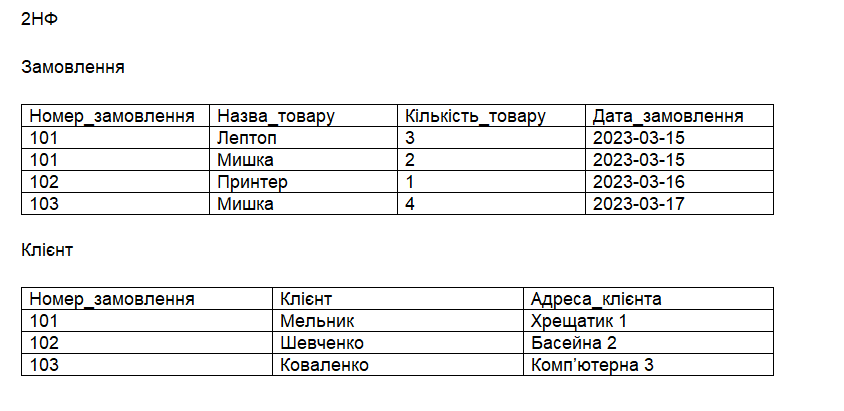 2НФ
Замовлення
Номер_замовлення Назва_товару Кількість_товару Дата_замовлення
101 Лептоп 3 2023-03-15
101 Мишка 2 2023-03-15
102 Принтер 1 2023-03-16
103 Мишка 4 2023-03-17
Клієнт
Номер_замовлення Клієнт Адреса_клієнта
101 Мельник Хрещатик 1
102 Шевченко Басейна 2
103 Коваленко Комп’ютерна 3